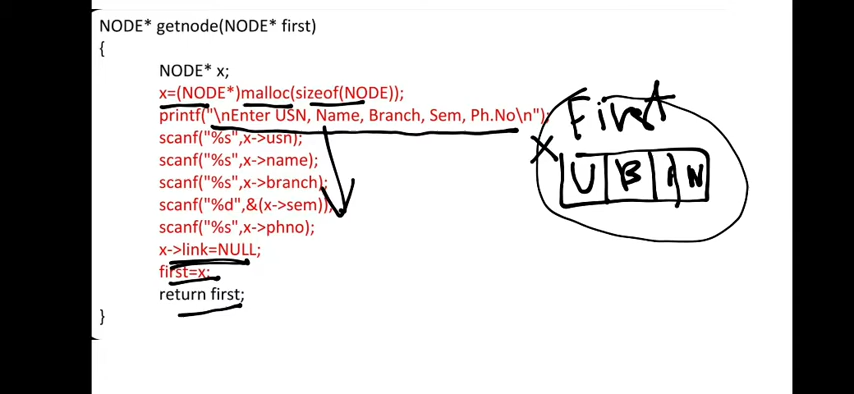 NODE* getnode(NODE* first)
{
NODE* x;
x=(NODE*)malloc(sizeof(NODE));
printf("\nEnter USN, Name, Branch, Sem, Ph.No\n");
scanf("%s",x->usn);
scanf("%s",x->name);
scanf("%s",x->branch);
scanf("%d",&(x->sem));
scanf("%s",x->phno);
x->link=NULL;
first=x;
return first;
}
First
X
U B N